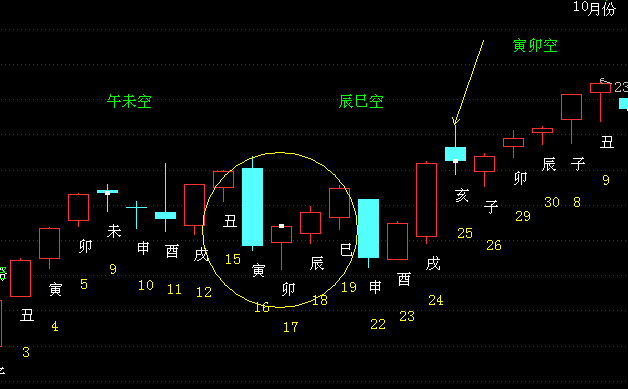 10月份
寅卯空
午未空
辰巳空
23
丑
3
寅
4
卯
5
未
9
申
10
酉
11
戌
12
丑
15
寅
16
卯
17
辰
18
巳
19
申
22
酉
23
戌
24
亥
25
子
26
卯
29
辰
30
子
8
丑
9